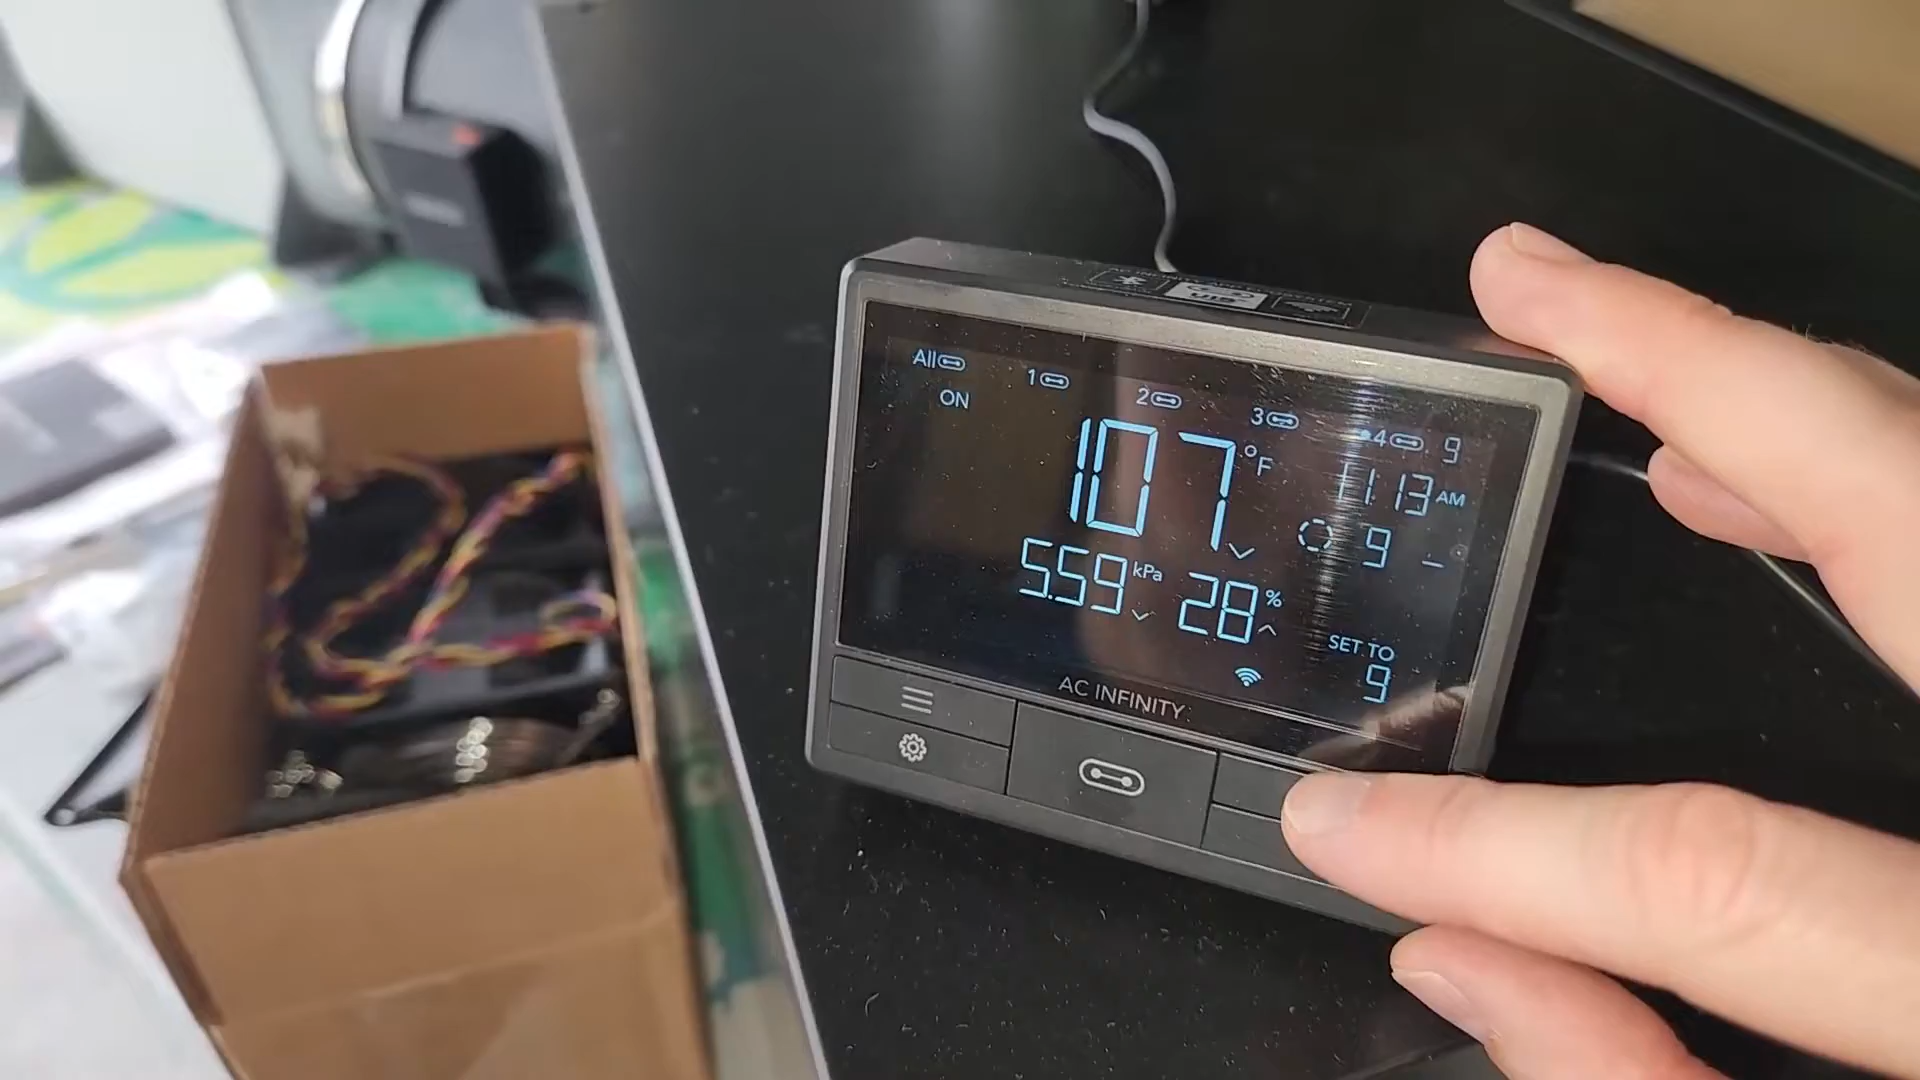 All 1 2 3 4 9
ON
107 °F
11:13 AM
9
5.59 kPa 28 %
SET TO
9
AC INFINITY